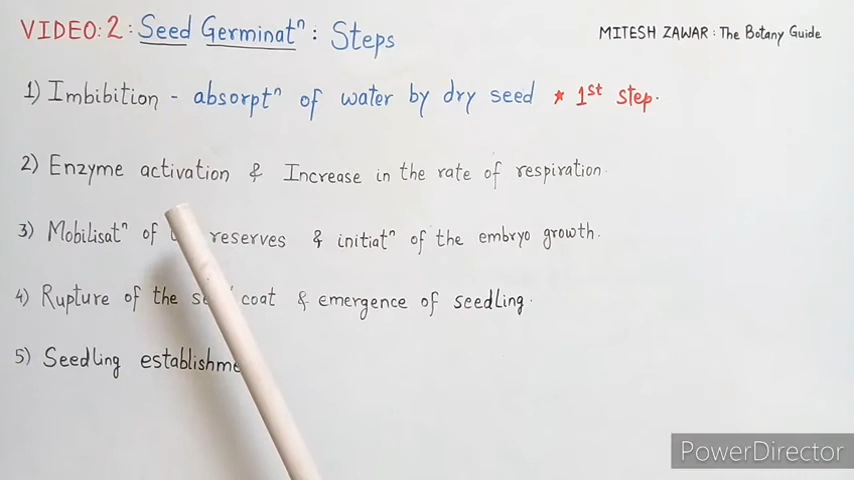 VIDEO: 2 : Seed Germinatⁿ : Steps
MITESH ZAWAR : The Botany Guide
1) Imbibition - absorptⁿ of water by dry seed * 1st step.
2) Enzyme activation & Increase in the rate of respiration.
3) Mobilisatⁿ of reserves & initiatⁿ of the embryo growth.
4) Rupture of the coat & emergence of seedling.
5) Seedling
PowerDirector